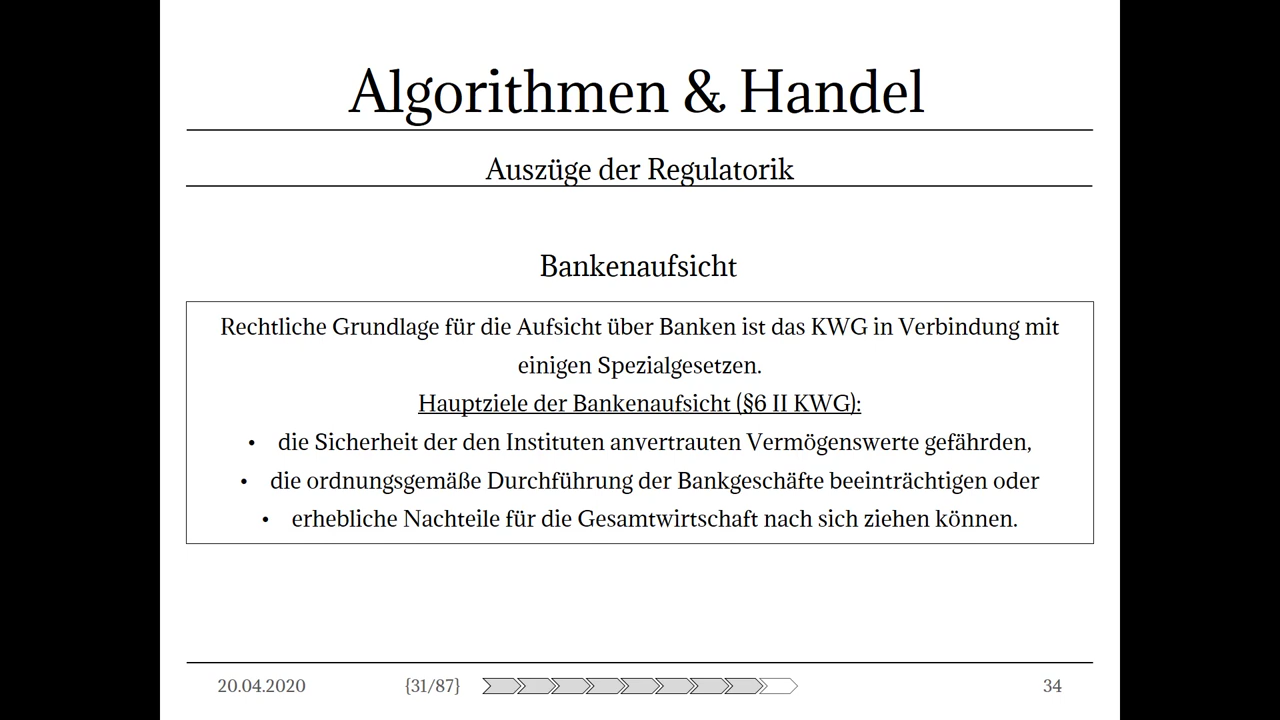 Algorithmen & Handel
Auszüge der Regulatorik
Bankenaufsicht
Rechtliche Grundlage für die Aufsicht über Banken ist das KWG in Verbindung mit
einigen Spezialgesetzen.
Hauptziele der Bankenaufsicht (§6 II KWG):
• die Sicherheit der den Instituten anvertrauten Vermögenswerte gefährden,
• die ordnungsgemäße Durchführung der Bankgeschäfte beeinträchtigen oder
• erhebliche Nachteile für die Gesamtwirtschaft nach sich ziehen können.
20.04.2020 {31/87} 34